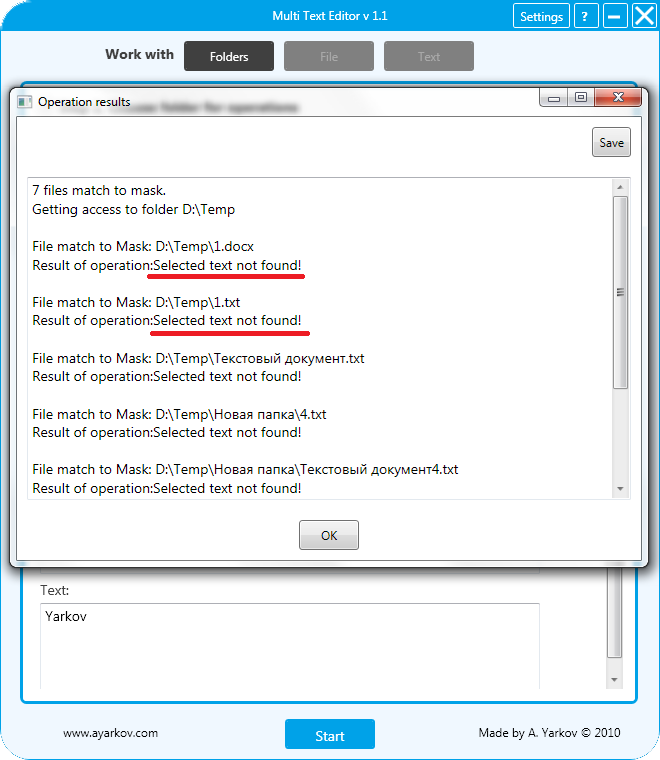 Multi Text Editor v 1.1
Settings
?
Work with
Folders
File
Text
Operation results
Save
7 files match to mask.
Getting access to folder D:\Temp
File match to Mask: D:\Temp\1.docx
Result of operation:Selected text not found!
File match to Mask: D:\Temp\1.txt
Result of operation:Selected text not found!
File match to Mask: D:\Temp\Текстовый документ.txt
Result of operation:Selected text not found!
File match to Mask: D:\Temp\Новая папка\4.txt
Result of operation:Selected text not found!
File match to Mask: D:\Temp\Новая папка\Текстовый документ4.txt
Result of operation:Selected text not found!
OK
Text:
Yarkov
www.ayarkov.com
Start
Made by A. Yarkov © 2010